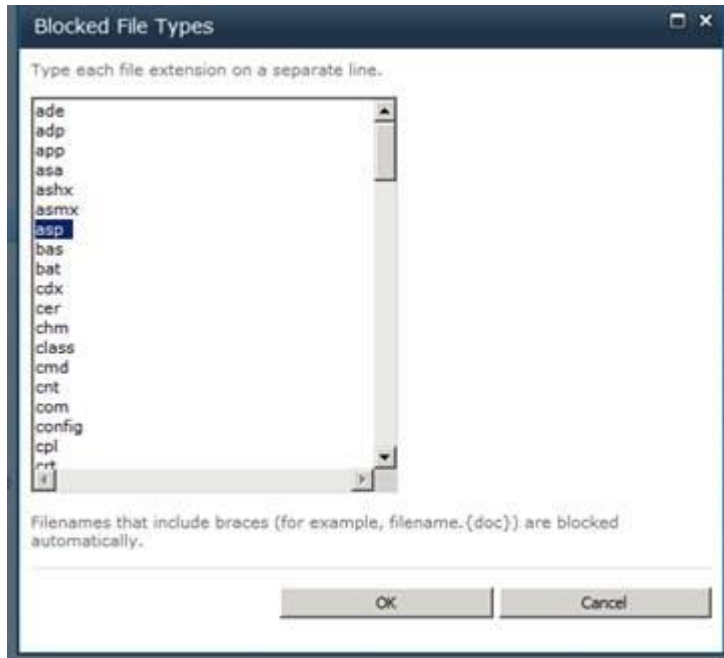 Blocked File Types
Type each file extension on a separate line.
ade
adp
app
asa
ashx
asmx
asp
bas
bat
cdx
cer
chm
class
cmd
cnt
com
config
cpl
crt
Filenames that include braces (for example, filename.{doc}) are blocked
automatically.
OK Cancel